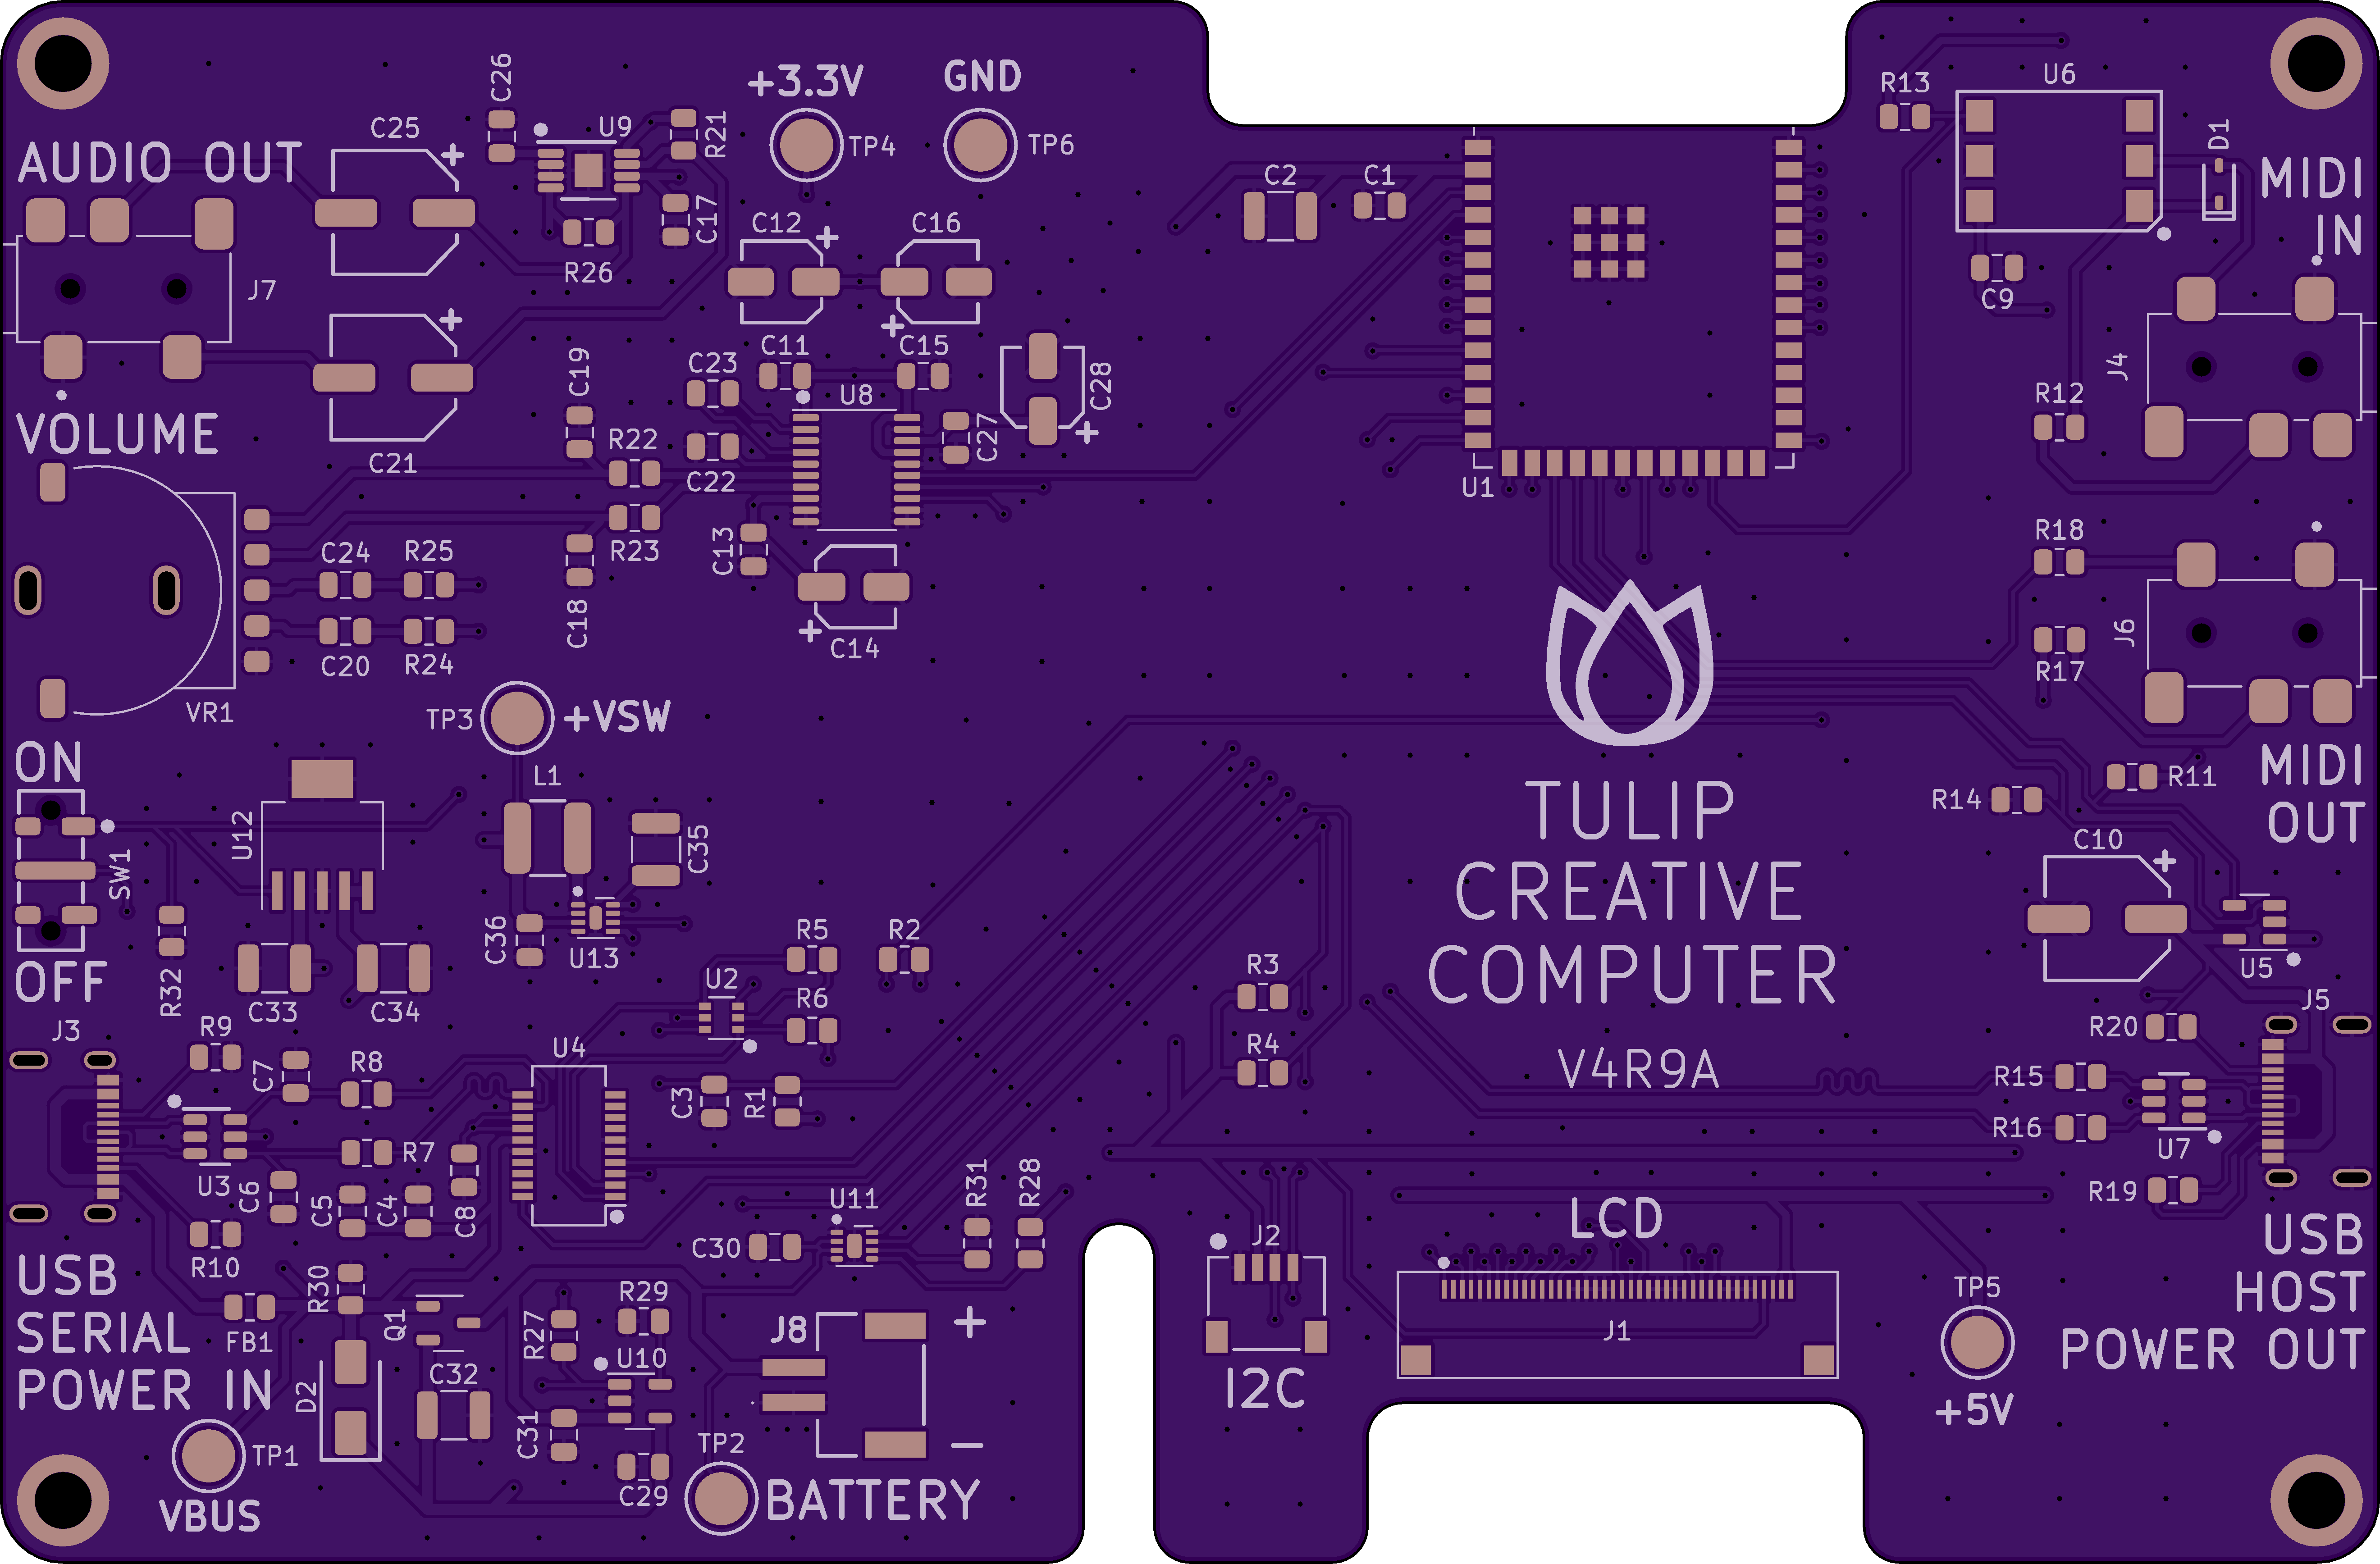 C26
+3.3V
GND
R13
U6
C25
U9
R21
TP4
TP6
D1
AUDIO OUT
MIDI
IN
C2
C1
C17
C12
C16
R26
J7
C9
C19
C23
C11
C15
U8
C28
J4
R12
VOLUME
R22
C27
C21
C22
U1
R23
C13
R18
C24
R25
C18
C14
J6
C20
R24
R17
VR1
TP3
+VSW
ON
L1
MIDI
OUT
R11
R14
TULIP
CREATIVE
COMPUTER
U12
C35
SW1
C10
C36
U13
R5
R2
OFF
R32
C33
C34
U2
R6
R3
U5
J5
J3
R9
R20
U4
R4
V4R9A
C7
R8
C3
R1
R15
R16
R7
U7
U3
C6
C5
C4
C8
U11
R31
R28
R19
LCD
J2
C30
R10
USB
SERIAL
POWER IN
USB
HOST
POWER OUT
R30
FB1
Q1
R29
R27
U10
J8
+
J1
TP5
C32
D2
I2C
+5V
C31
TP2
−
TP1
C29
BATTERY
VBUS